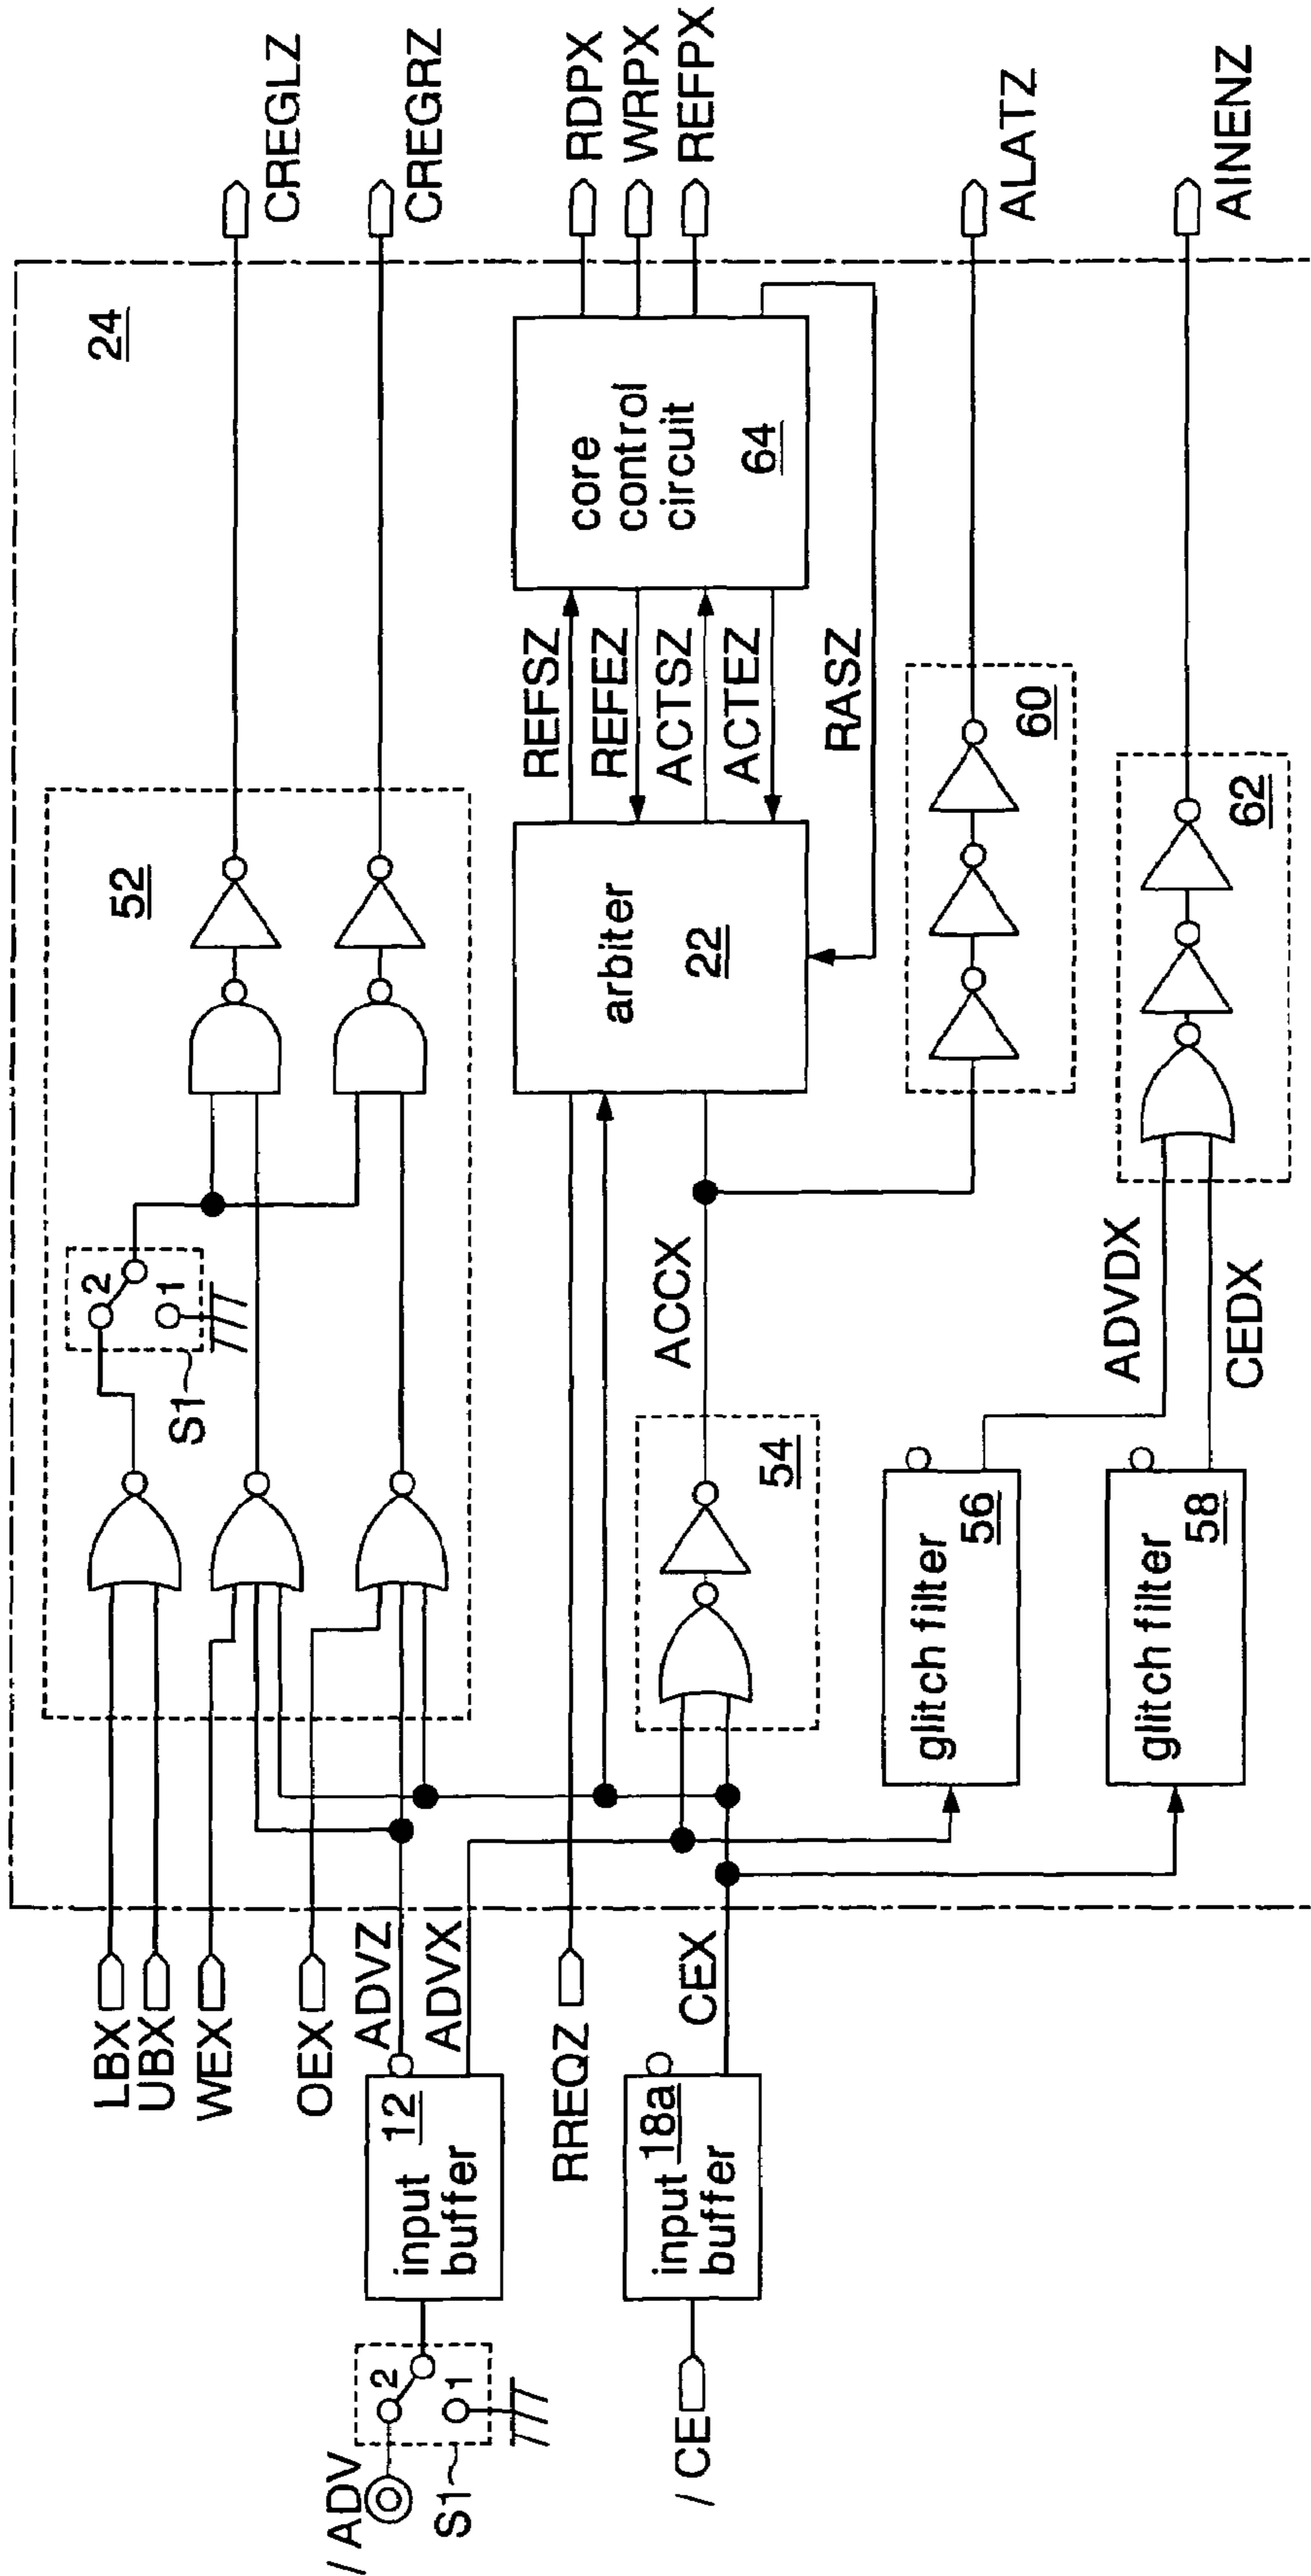 CREGLZ
CREGRZ
RDPX
WRPX
REFPX
ALATZ
AINENZ
24
52
core
control
circuit
64
REFSZ
REFEZ
ACTSZ
ACTEZ
RASZ
arbiter
22
60
62
2
1
S1
ACCX
ADVDX
CEDX
54
glitch filter
56
glitch filter
58
LBX
UBX
WEX
OEX
ADVZ
ADVX
RREQZ
CEX
input
buffer
12
input
buffer
18a
/ADV
2
1
S1
/CE